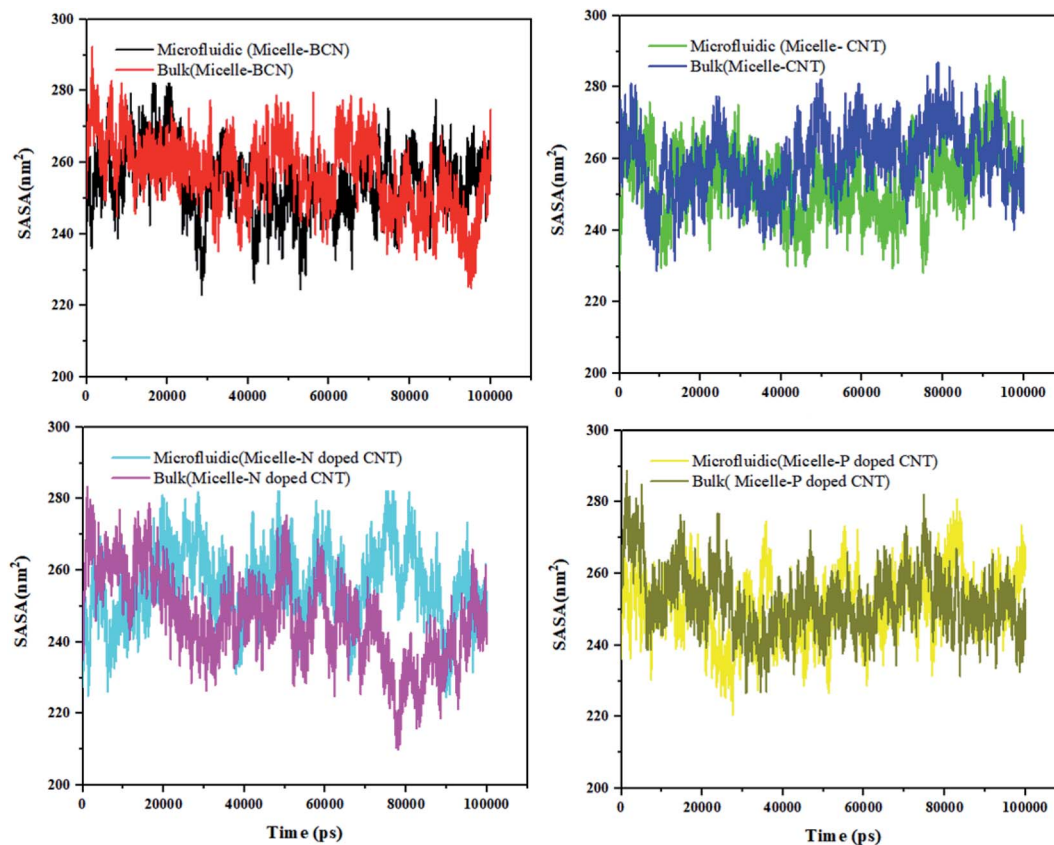 300
280
260
240
220
200
SASA(nm²)
Microfluidic (Micelle-BCN)
Bulk(Micelle-BCN)
0 20000 40000 60000 80000 100000
300
280
260
240
220
200
SASA(nm²)
Microfluidic (Micelle- CNT)
Bulk(Micelle-CNT)
0 20000 40000 60000 80000 100000
300
280
260
240
220
200
SASA(nm²)
Microfluidic(Micelle-N doped CNT)
Bulk(Micelle-N doped CNT)
0 20000 40000 60000 80000 100000
Time (ps)
300
280
260
240
220
200
SASA(nm²)
Microfluidic(Micelle-P doped CNT)
Bulk( Micelle-P doped CNT)
0 20000 40000 60000 80000 100000
Time (ps)